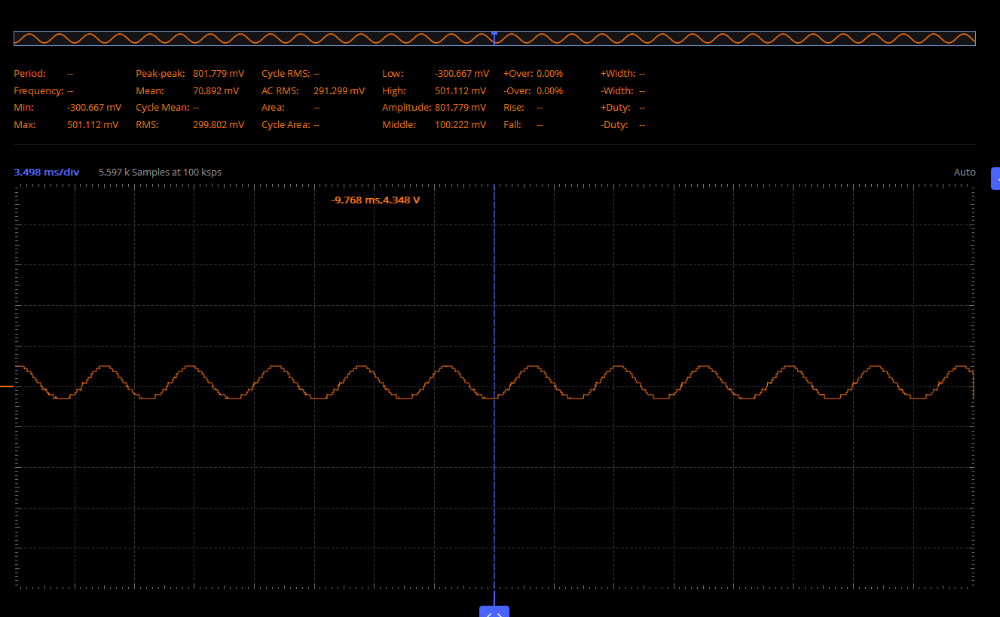 Period: -- Peak-peak: 801.779 mV Cycle RMS: -- Low: -300.667 mV +Over: 0.00% +Width: --
Frequency: -- Mean: 70.892 mV AC RMS: 291.299 mV High: 501.112 mV -Over: 0.00% -Width: --
Min: -300.667 mV Cycle Mean: -- Area: -- Amplitude: 801.779 mV Rise: -- +Duty: --
Max: 501.112 mV RMS: 299.802 mV Cycle Area: -- Middle: 100.222 mV Fall: -- -Duty: --
3.498 ms/div 5.597 k Samples at 100 ksps Auto
-9.768 ms,4.348 V